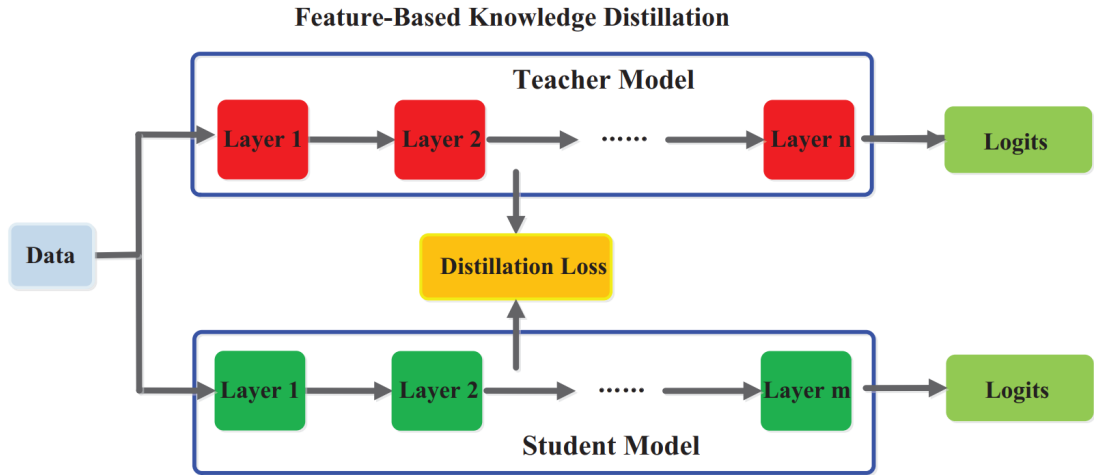 Feature-Based Knowledge Distillation
Teacher Model
Layer 1
Layer 2
......
Layer n
Logits
Data
Distillation Loss
Layer 1
Layer 2
......
Layer m
Logits
Student Model